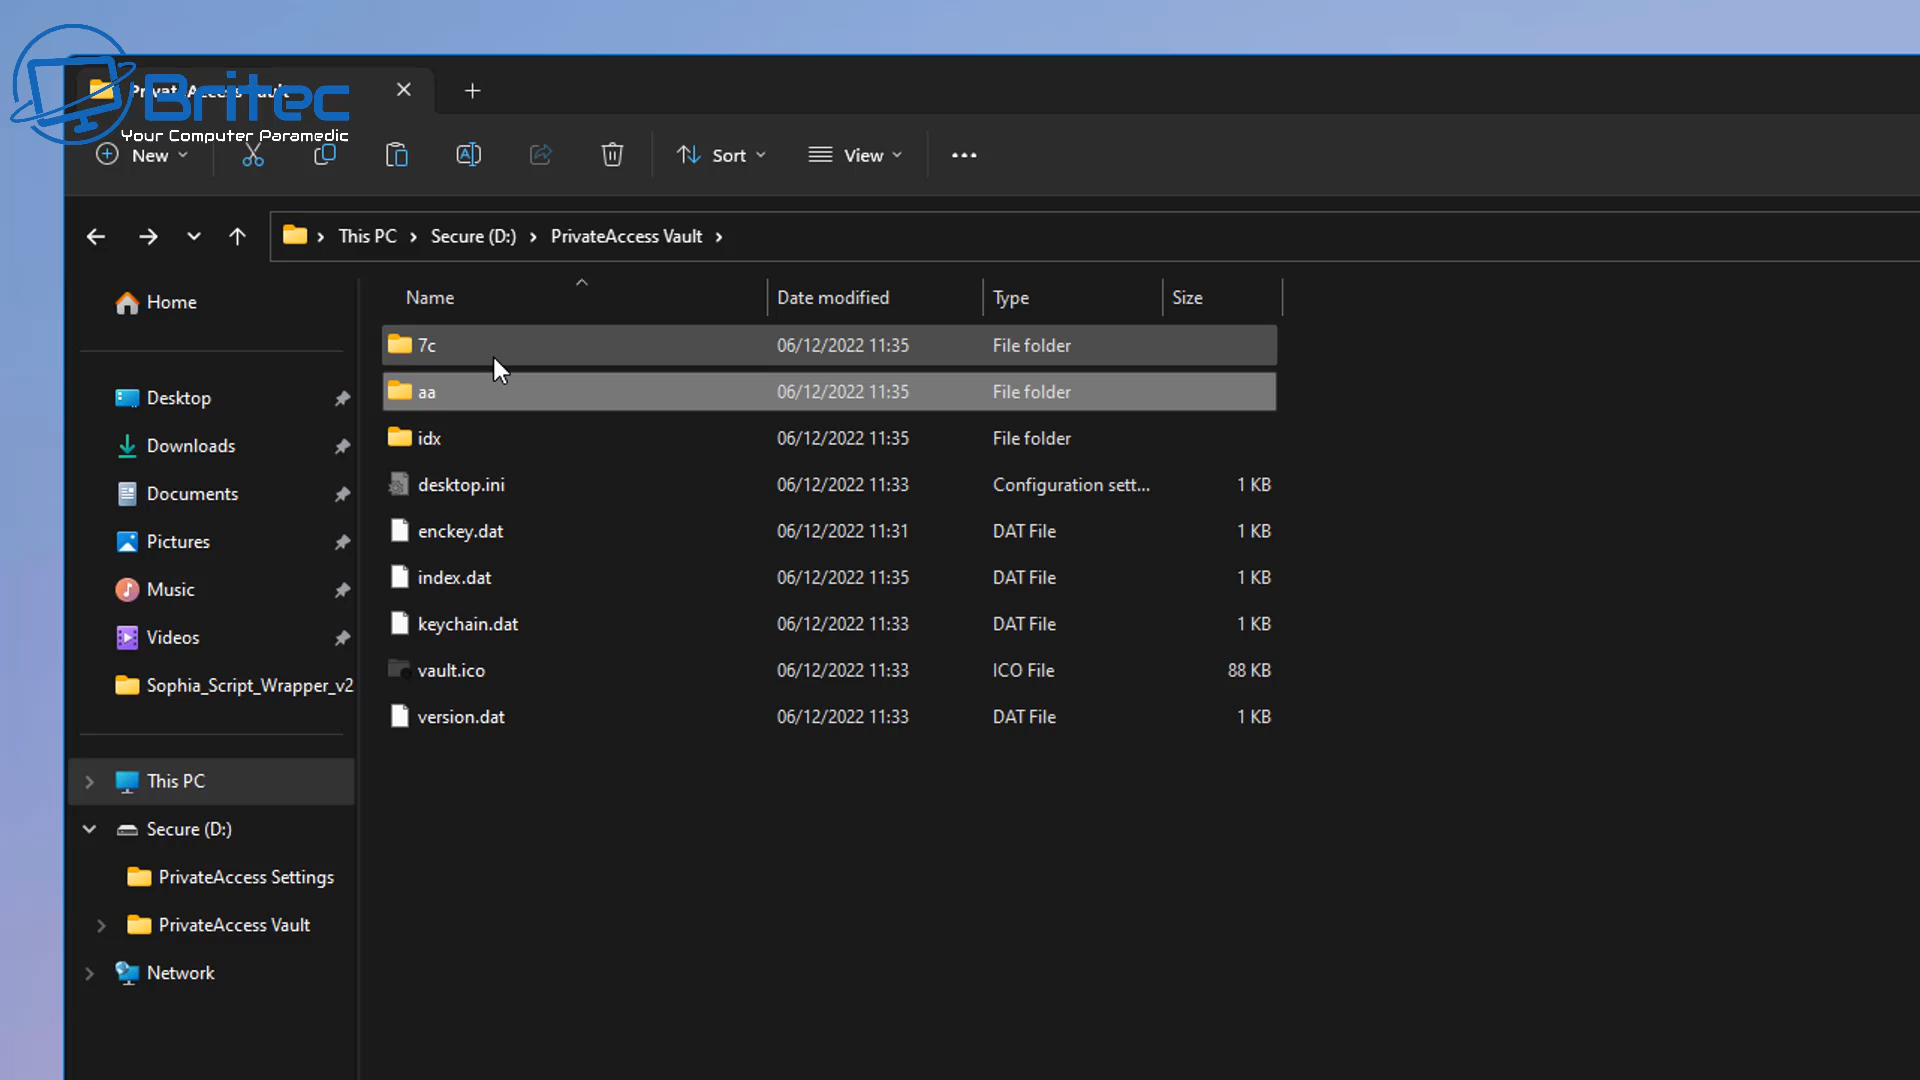 PrivateAccess Vault
Britec
Your Computer Paramedic
New
Sort
View
This PC
Secure (D:)
PrivateAccess Vault
Name
Date modified
Type
Size
Home
Desktop
Downloads
Documents
Pictures
Music
Videos
Sophia_Script_Wrapper_v2
This PC
Secure (D:)
PrivateAccess Settings
PrivateAccess Vault
Network
7c 06/12/2022 11:35 File folder
aa 06/12/2022 11:35 File folder
idx 06/12/2022 11:35 File folder
desktop.ini 06/12/2022 11:33 Configuration sett... 1 KB
enckey.dat 06/12/2022 11:31 DAT File 1 KB
index.dat 06/12/2022 11:35 DAT File 1 KB
keychain.dat 06/12/2022 11:33 DAT File 1 KB
vault.ico 06/12/2022 11:33 ICO File 88 KB
version.dat 06/12/2022 11:33 DAT File 1 KB